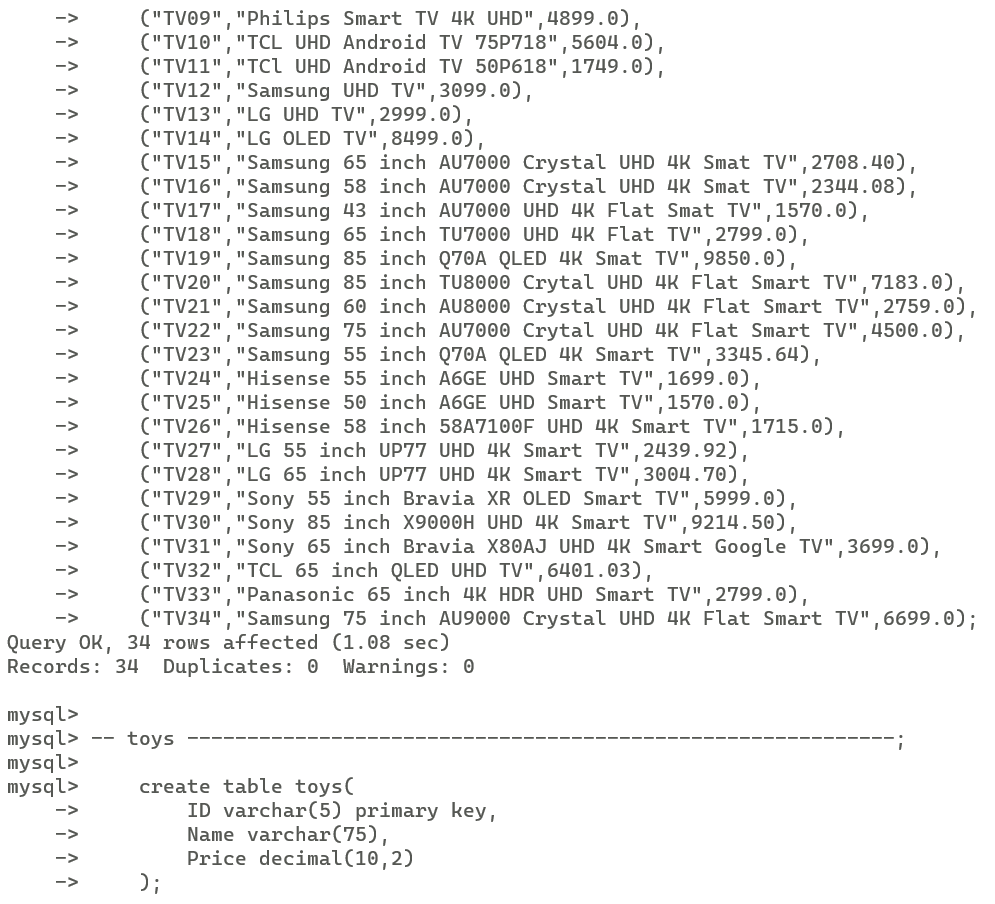 ->     ("TV09","Philips Smart TV 4K UHD",4899.0),
    ->     ("TV10","TCL UHD Android TV 75P718",5604.0),
    ->     ("TV11","TCl UHD Android TV 50P618",1749.0),
    ->     ("TV12","Samsung UHD TV",3099.0),
    ->     ("TV13","LG UHD TV",2999.0),
    ->     ("TV14","LG OLED TV",8499.0),
    ->     ("TV15","Samsung 65 inch AU7000 Crystal UHD 4K Smat TV",2708.40),
    ->     ("TV16","Samsung 58 inch AU7000 Crystal UHD 4K Smat TV",2344.08),
    ->     ("TV17","Samsung 43 inch AU7000 UHD 4K Flat Smat TV",1570.0),
    ->     ("TV18","Samsung 65 inch TU7000 UHD 4K Flat TV",2799.0),
    ->     ("TV19","Samsung 85 inch Q70A QLED 4K Smat TV",9850.0),
    ->     ("TV20","Samsung 85 inch TU8000 Crytal UHD 4K Flat Smart TV",7183.0),
    ->     ("TV21","Samsung 60 inch AU8000 Crystal UHD 4K Flat Smart TV",2759.0),
    ->     ("TV22","Samsung 75 inch AU7000 Crytal UHD 4K Flat Smart TV",4500.0),
    ->     ("TV23","Samsung 55 inch Q70A QLED 4K Smart TV",3345.64),
    ->     ("TV24","Hisense 55 inch A6GE UHD Smart TV",1699.0),
    ->     ("TV25","Hisense 50 inch A6GE UHD Smart TV",1570.0),
    ->     ("TV26","Hisense 58 inch 58A7100F UHD 4K Smart TV",1715.0),
    ->     ("TV27","LG 55 inch UP77 UHD 4K Smart TV",2439.92),
    ->     ("TV28","LG 65 inch UP77 UHD 4K Smart TV",3004.70),
    ->     ("TV29","Sony 55 inch Bravia XR OLED Smart TV",5999.0),
    ->     ("TV30","Sony 85 inch X9000H UHD 4K Smart TV",9214.50),
    ->     ("TV31","Sony 65 inch Bravia X80AJ UHD 4K Smart Google TV",3699.0),
    ->     ("TV32","TCL 65 inch QLED UHD TV",6401.03),
    ->     ("TV33","Panasonic 65 inch 4K HDR UHD Smart TV",2799.0),
    ->     ("TV34","Samsung 75 inch AU9000 Crystal UHD 4K Flat Smart TV",6699.0);
Query OK, 34 rows affected (1.08 sec)
Records: 34  Duplicates: 0  Warnings: 0

mysql>
mysql> -- toys -----------------------------------------------------------;
mysql>
mysql>     create table toys(
    ->         ID varchar(5) primary key,
    ->         Name varchar(75),
    ->         Price decimal(10,2)
    ->     );